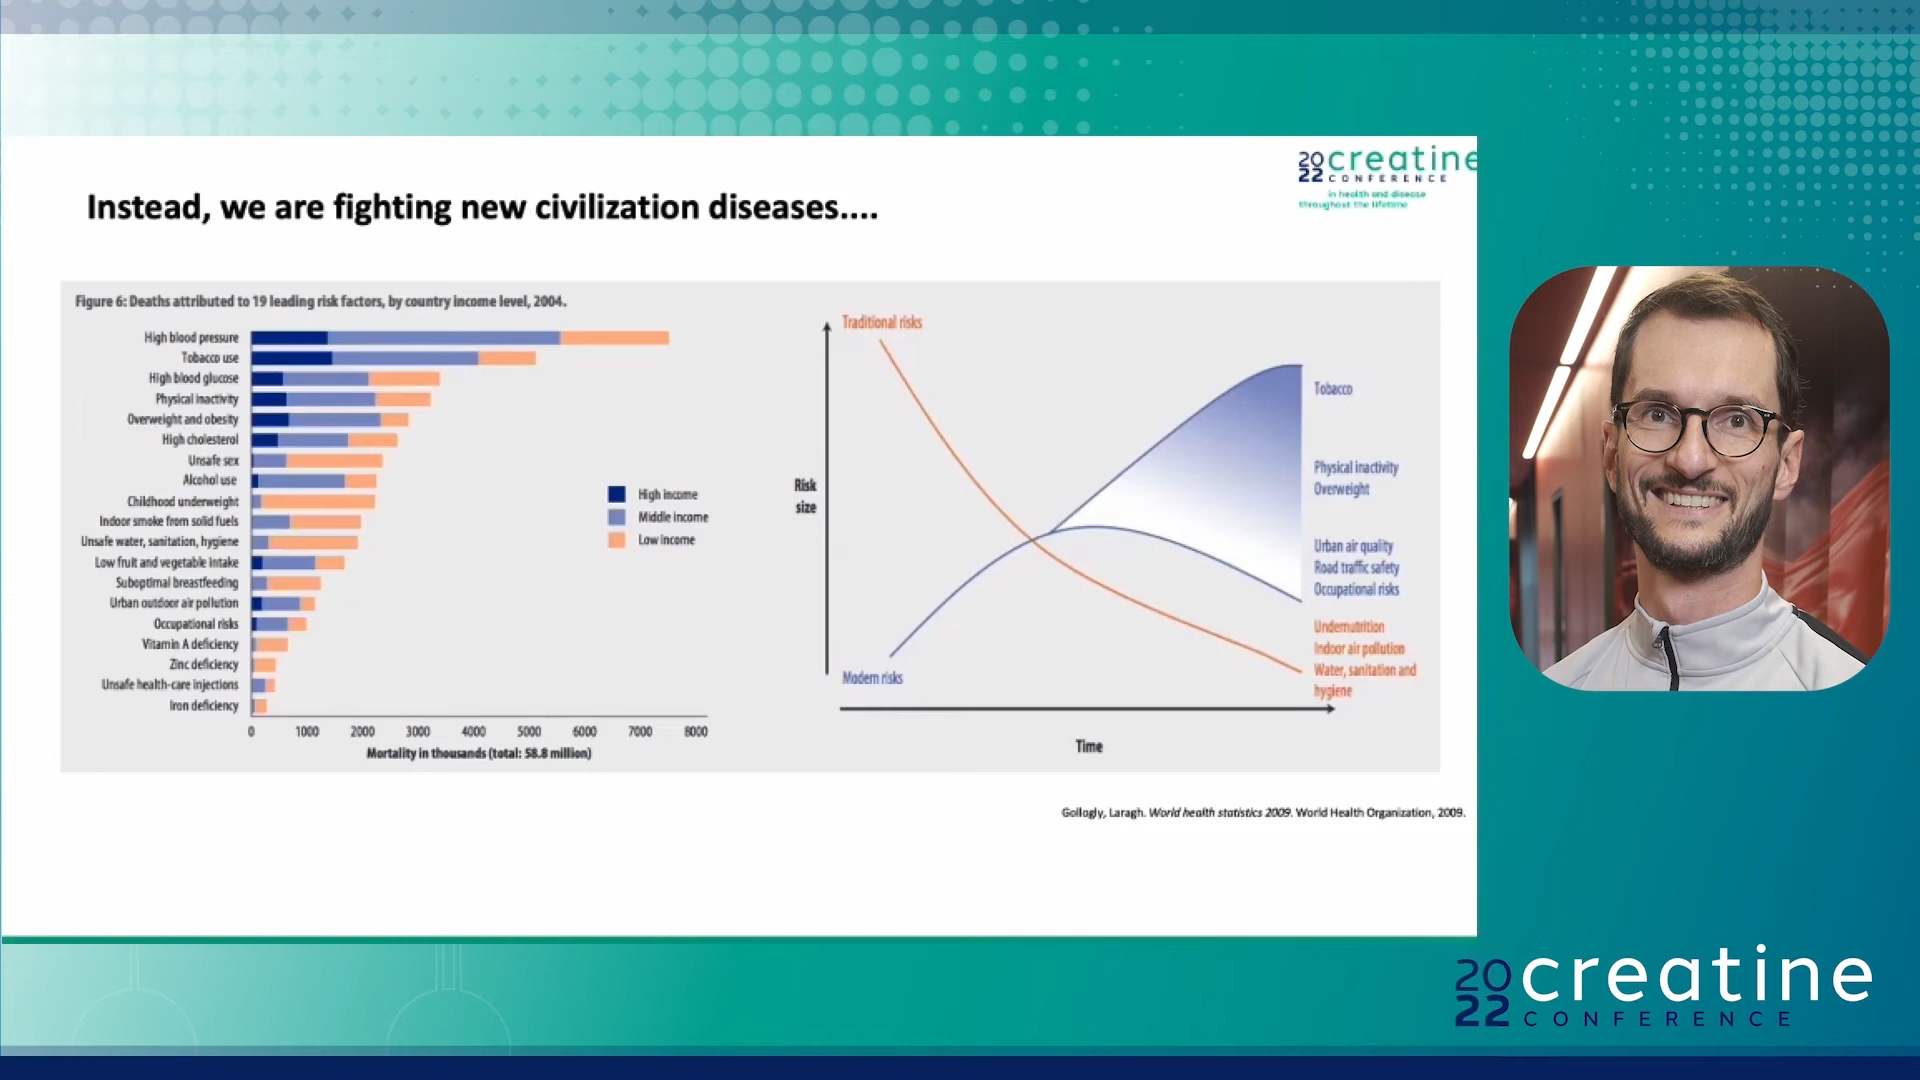 20 creatine
22 CONFERENCE
in health and disease
throughout the lifetime
Instead, we are fighting new civilization diseases....
Figure 6: Deaths attributed to 19 leading risk factors, by country income level, 2004.
High blood pressure
Tobacco use
High blood glucose
Physical inactivity
Overweight and obesity
High cholesterol
Unsafe sex
Alcohol use
Childhood underweight
Indoor smoke from solid fuels
Unsafe water, sanitation, hygiene
Low fruit and vegetable intake
Suboptimal breastfeeding
Urban outdoor air pollution
Occupational risks
Vitamin A deficiency
Zinc deficiency
Unsafe health-care injections
Iron deficiency
0 1000 2000 3000 4000 5000 6000 7000 8000
Mortality in thousands (total: 58.8 million)
High income
Middle income
Low income
Traditional risks
Risk
size
Modern risks
Time
Tobacco
Physical inactivity
Overweight
Urban air quality
Road traffic safety
Occupational risks
Undernutrition
Indoor air pollution
Water, sanitation and
hygiene
Gollogly, Laragh. World health statistics 2009. World Health Organization, 2009.
20 creatine
22 CONFERENCE